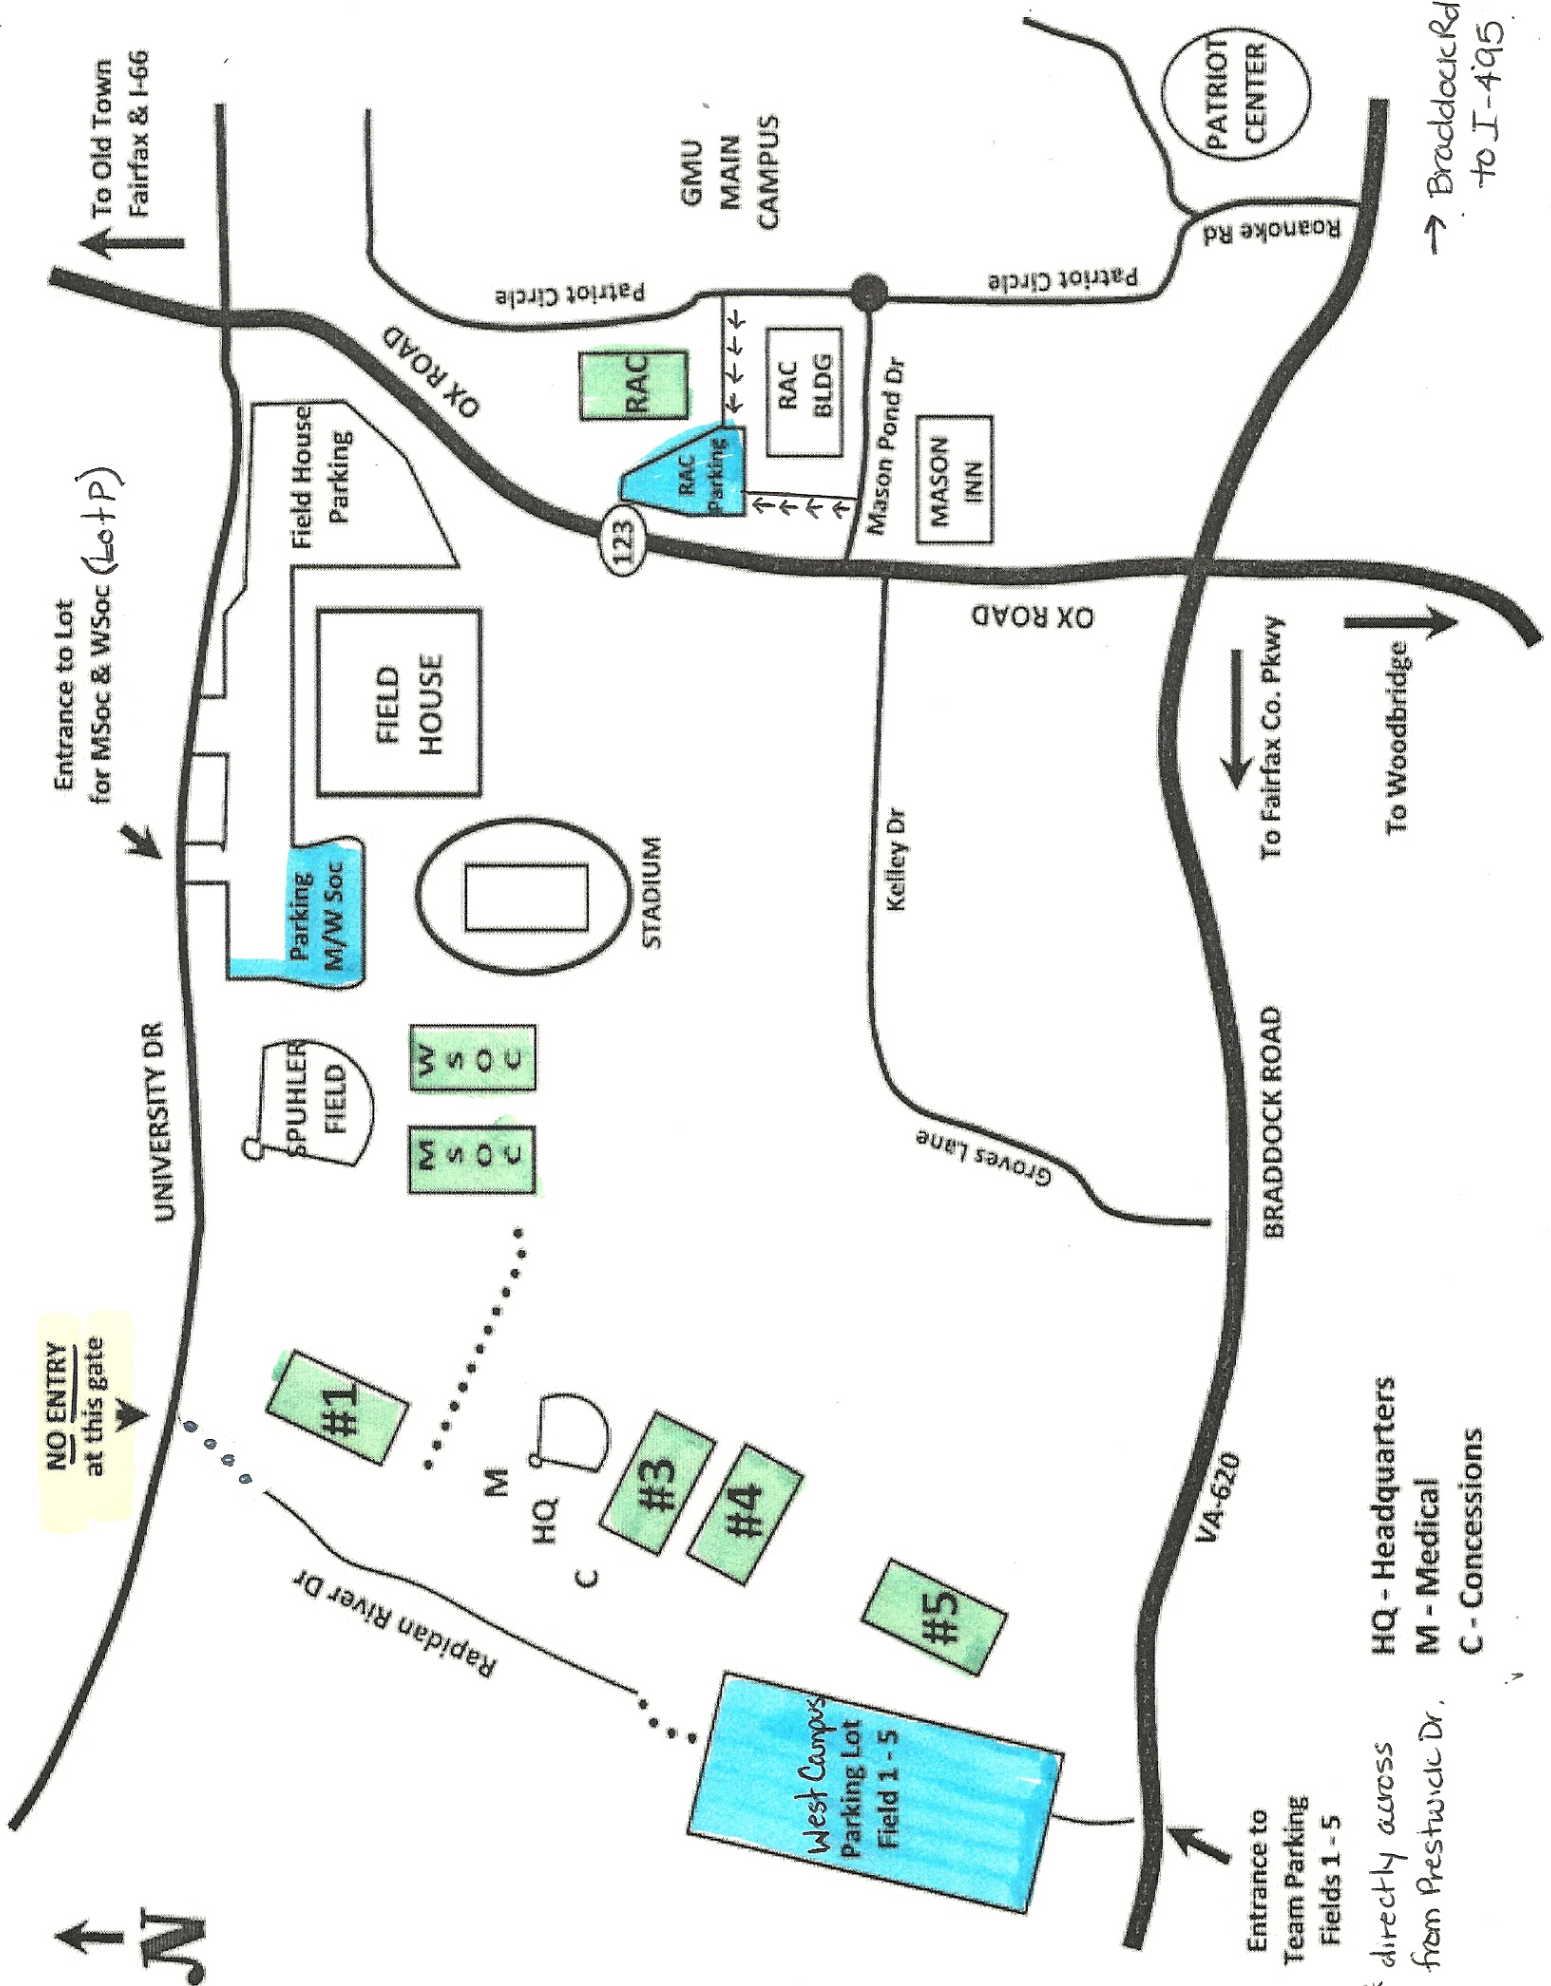 N
NO ENTRY
at this gate
Entrance to Lot
for MSoc & WSoc (Lot P)
To Old Town
Fairfax & I-66
UNIVERSITY DR
Field House
Parking
OX ROAD
Patriot Circle
GMU
MAIN
CAMPUS
Parking
M/W Soc
FIELD
HOUSE
SPUHLER
FIELD
RAC
123
RAC
Parking
RAC
BLDG
#1
M
S
O
C
W
S
O
C
STADIUM
Rapidan River Dr
M
HQ
C
#3
#4
#5
Mason Pond Dr
MASON
INN
Kelley Dr
Groves Lane
OX ROAD
Patriot Circle
Roanoke Rd
PATRIOT
CENTER
West Campus
Parking Lot
Field 1 - 5
VA-620
BRADDOCK ROAD
To Fairfax Co. Pkwy
To Woodbridge
→ Braddock Rd
to I-495
Entrance to
Team Parking
Fields 1 - 5
* directly across
from Prestwick Dr.
HQ - Headquarters
M - Medical
C - Concessions